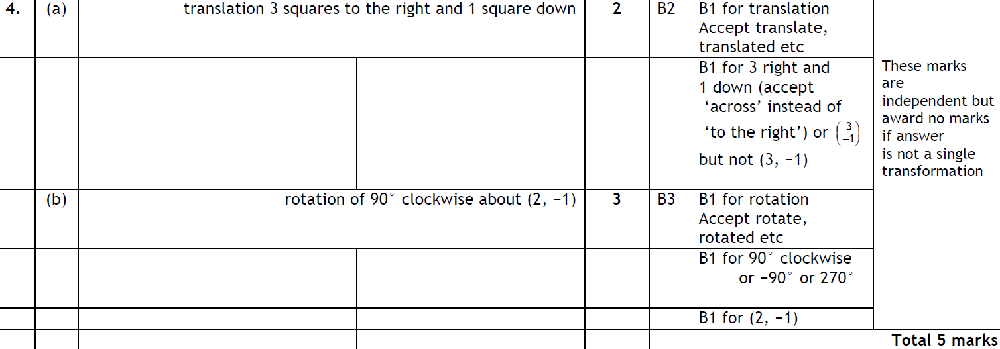 4. (a) translation 3 squares to the right and 1 square down 2 B2 B1 for translation
Accept translate,
translated etc
B1 for 3 right and
1 down (accept
‘across’ instead of
‘to the right’) or (3 −1)
but not (3, −1)
These marks
are
independent but
award no marks
if answer
is not a single
transformation
(b) rotation of 90° clockwise about (2, −1) 3 B3 B1 for rotation
Accept rotate,
rotated etc
B1 for 90° clockwise
or −90° or 270°
B1 for (2, −1)
Total 5 marks